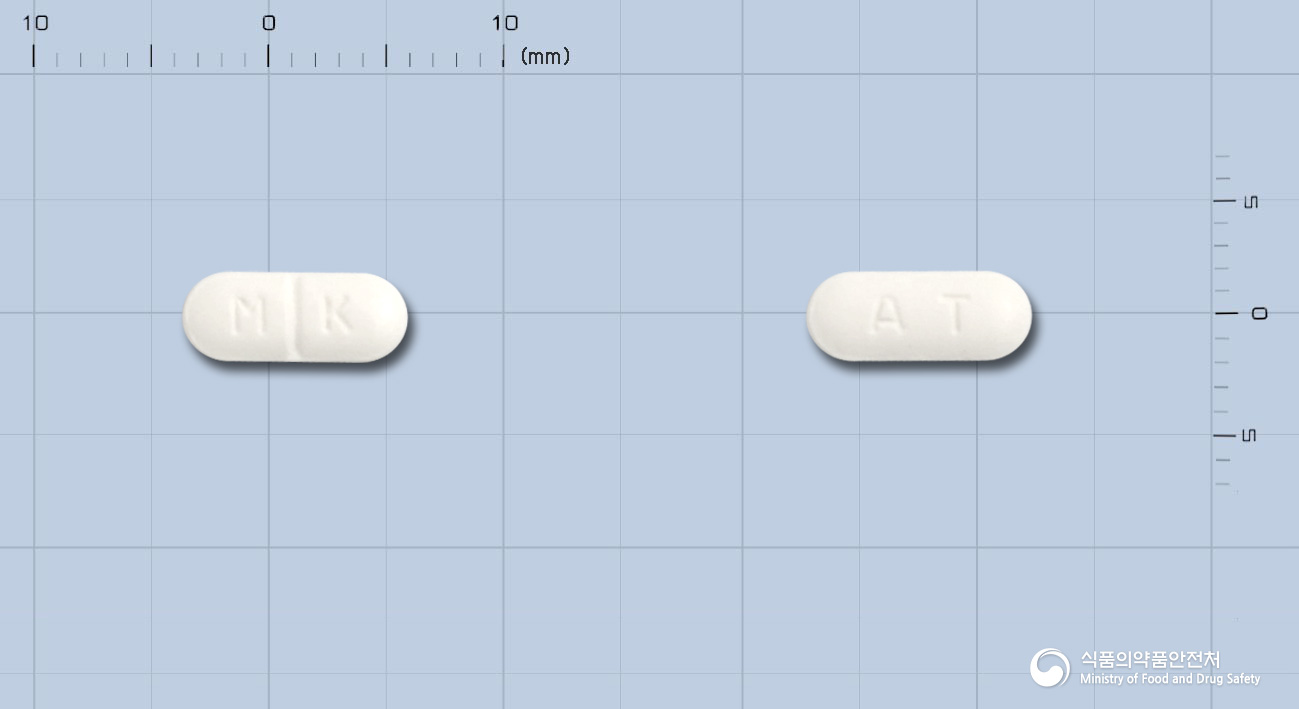 10 0 10
(mm)
5
0
5
M K
A T
식품의약품안전처
Ministry of Food and Drug Safety